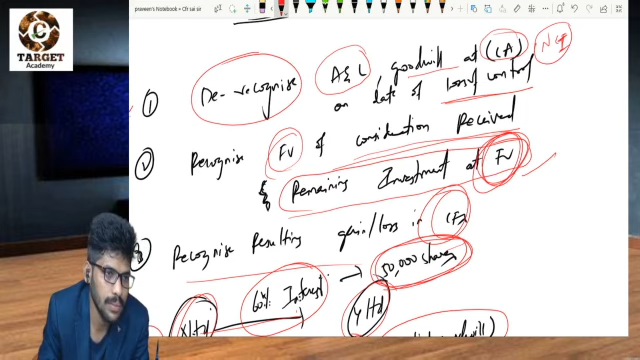 praveen's Notebook » Ch sai sir
TARGET
Academy
① De-recognise A&L, goodwill at (CA) NCI
on date of loss of control
② Recognise FV of consideration Received
Remaining Investment at FV
③ Recognise Resulting gain/loss in CFS
60% Interest → 50,000 shares
X Ltd Y Ltd